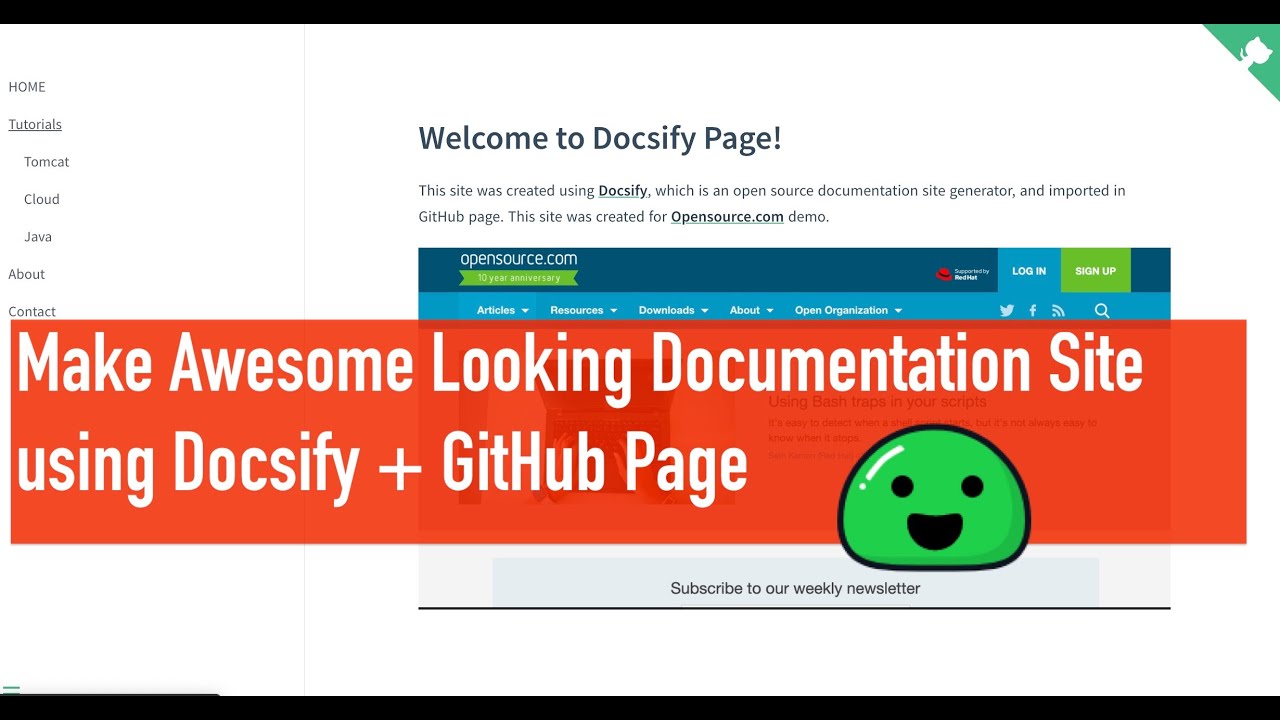 HOME
Tutorials
Tomcat
Cloud
Java
About
Contact
Welcome to Docsify Page!
This site was created using Docsify, which is an open source documentation site generator, and imported in
GitHub page. This site was created for Opensource.com demo.
opensource.com
10 year anniversary
Supported by
Red Hat
LOG IN
SIGN UP
Articles
Resources
Downloads
About
Open Organization
Make Awesome Looking Documentation Site
using Docsify + GitHub Page
Using Bash traps in your scripts
It's easy to detect when a shell script starts, but it's not always easy to
know when it stops.
Subscribe to our weekly newsletter